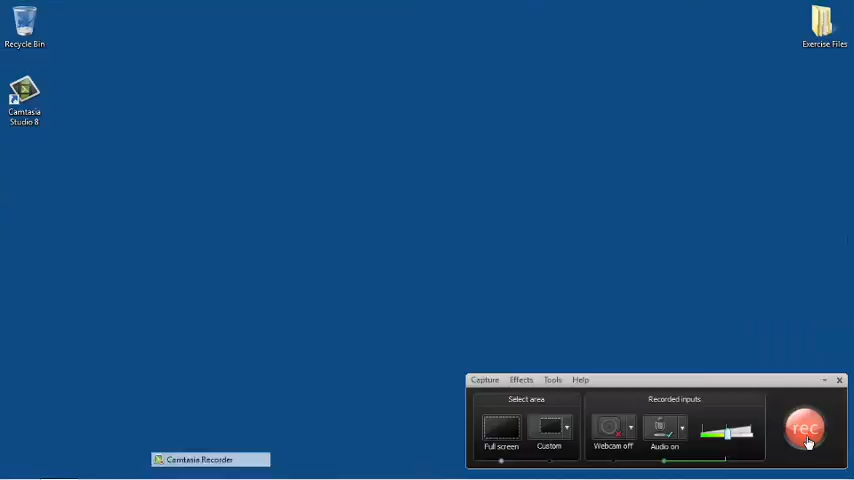 Recycle Bin
Exercise Files
Camtasia
Studio 8
Capture Effects Tools Help
Select area
Recorded inputs
Full screen
Custom
Webcam off
Audio on
rec
Camtasia Recorder